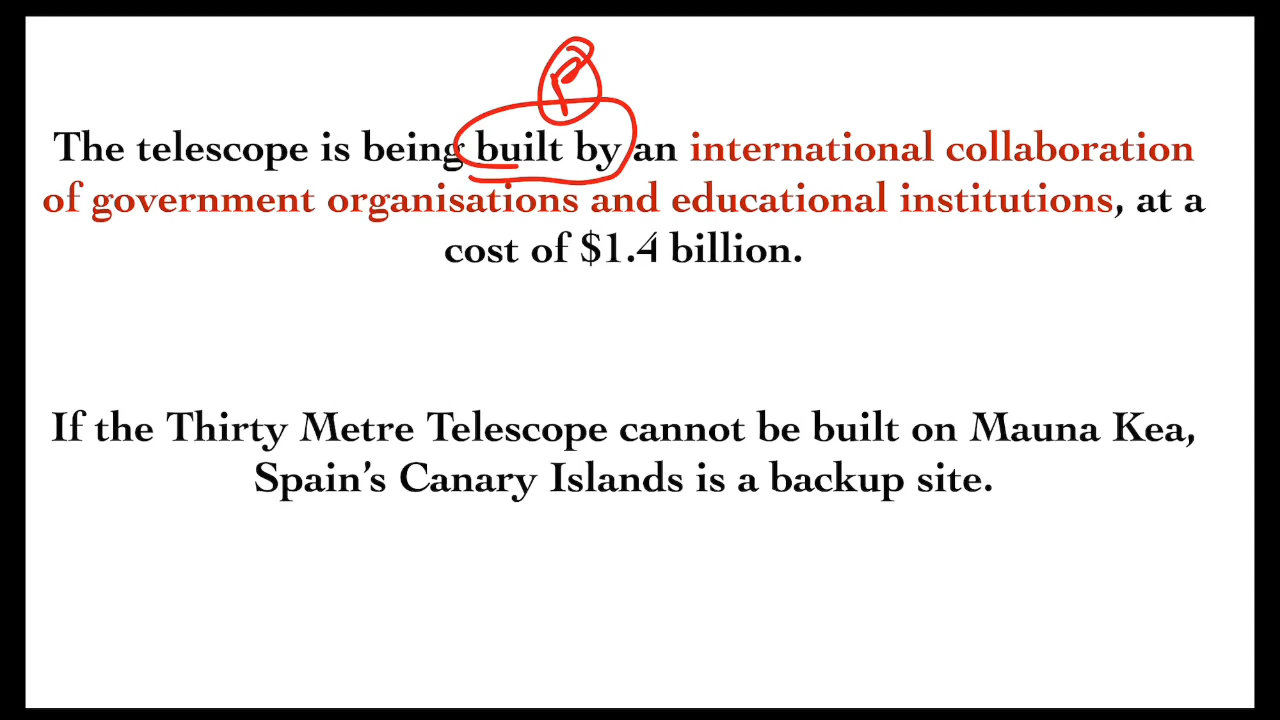 The telescope is being built by an international collaboration
of government organisations and educational institutions, at a
cost of $1.4 billion.
If the Thirty Metre Telescope cannot be built on Mauna Kea,
Spain's Canary Islands is a backup site.